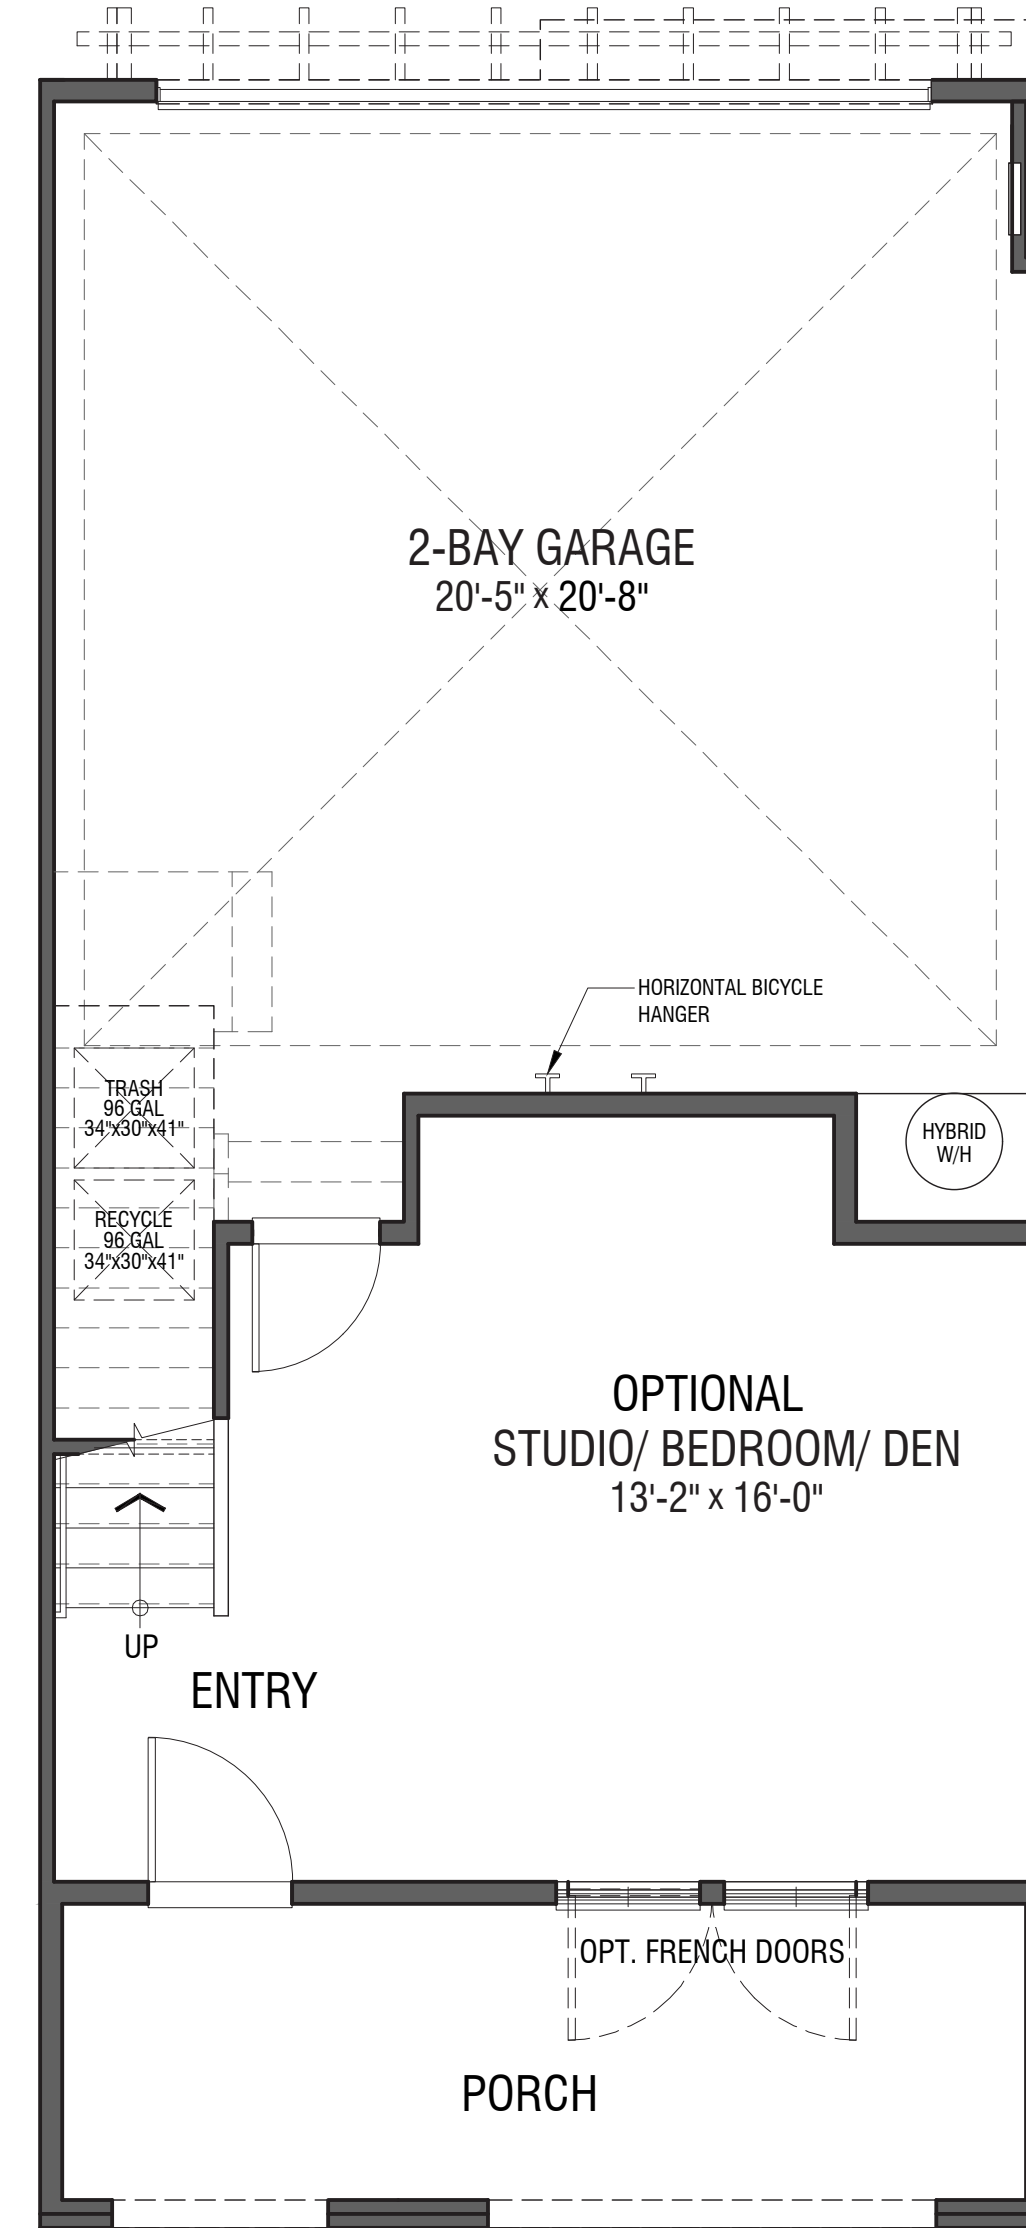 2-BAY GARAGE
20'-5" x 20'-8"
HORIZONTAL BICYCLE
HANGER
TRASH
96 GAL
34"x30"x41"
HYBRID
W/H
RECYCLE
96 GAL
34"x30"x41"
OPTIONAL
STUDIO/ BEDROOM/ DEN
13'-2" x 16'-0"
UP
ENTRY
OPT. FRENCH DOORS
PORCH